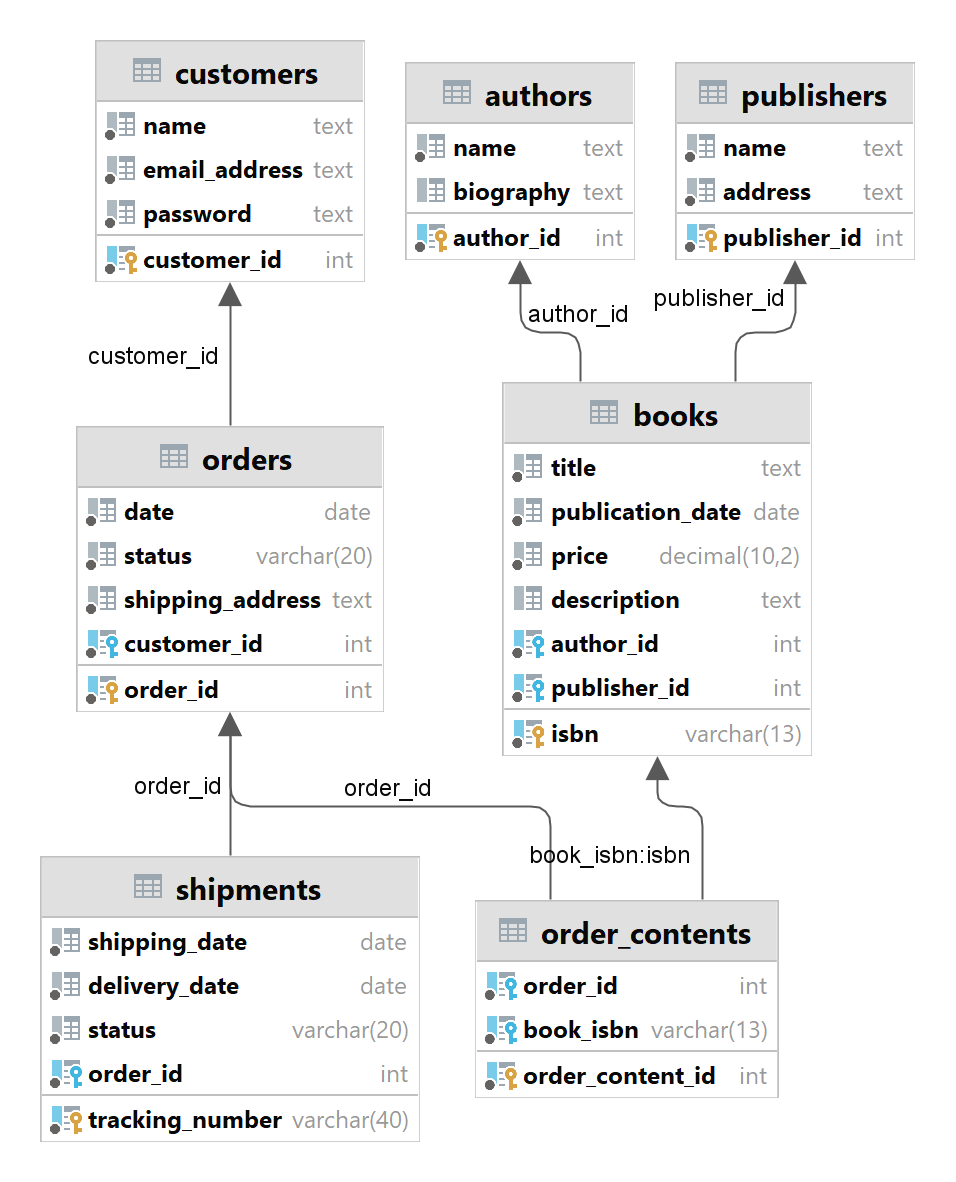 customers
name text
email_address text
password text
customer_id int
authors
name text
biography text
author_id int
publishers
name text
address text
publisher_id int
customer_id
author_id
publisher_id
orders
date date
status varchar(20)
shipping_address text
customer_id int
order_id int
books
title text
publication_date date
price decimal(10,2)
description text
author_id int
publisher_id int
isbn varchar(13)
order_id
order_id
book_isbn:isbn
shipments
shipping_date date
delivery_date date
status varchar(20)
order_id int
tracking_number varchar(40)
order_contents
order_id int
book_isbn varchar(13)
order_content_id int